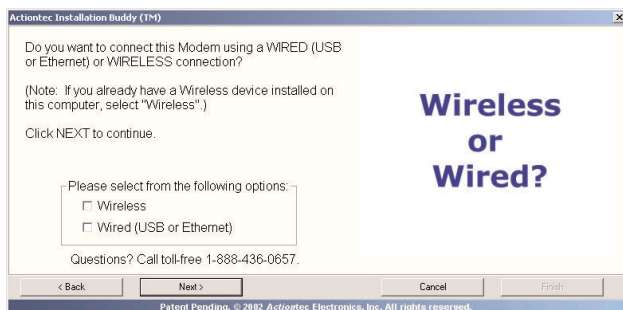 Actiontec Installation Buddy (TM)
Do you want to connect this Modem using a WIRED (USB
or Ethernet) or WIRELESS connection?
(Note: If you already have a Wireless device installed on
this computer, select "Wireless".)
Click NEXT to continue.
Wireless
or
Wired?
Please select from the following options:
Wireless
Wired (USB or Ethernet)
Questions? Call toll-free 1-888-436-0657.
< Back
Next >
Cancel
Finish
Patent Pending. © 2002 Actiontec Electronics, Inc. All rights reserved.